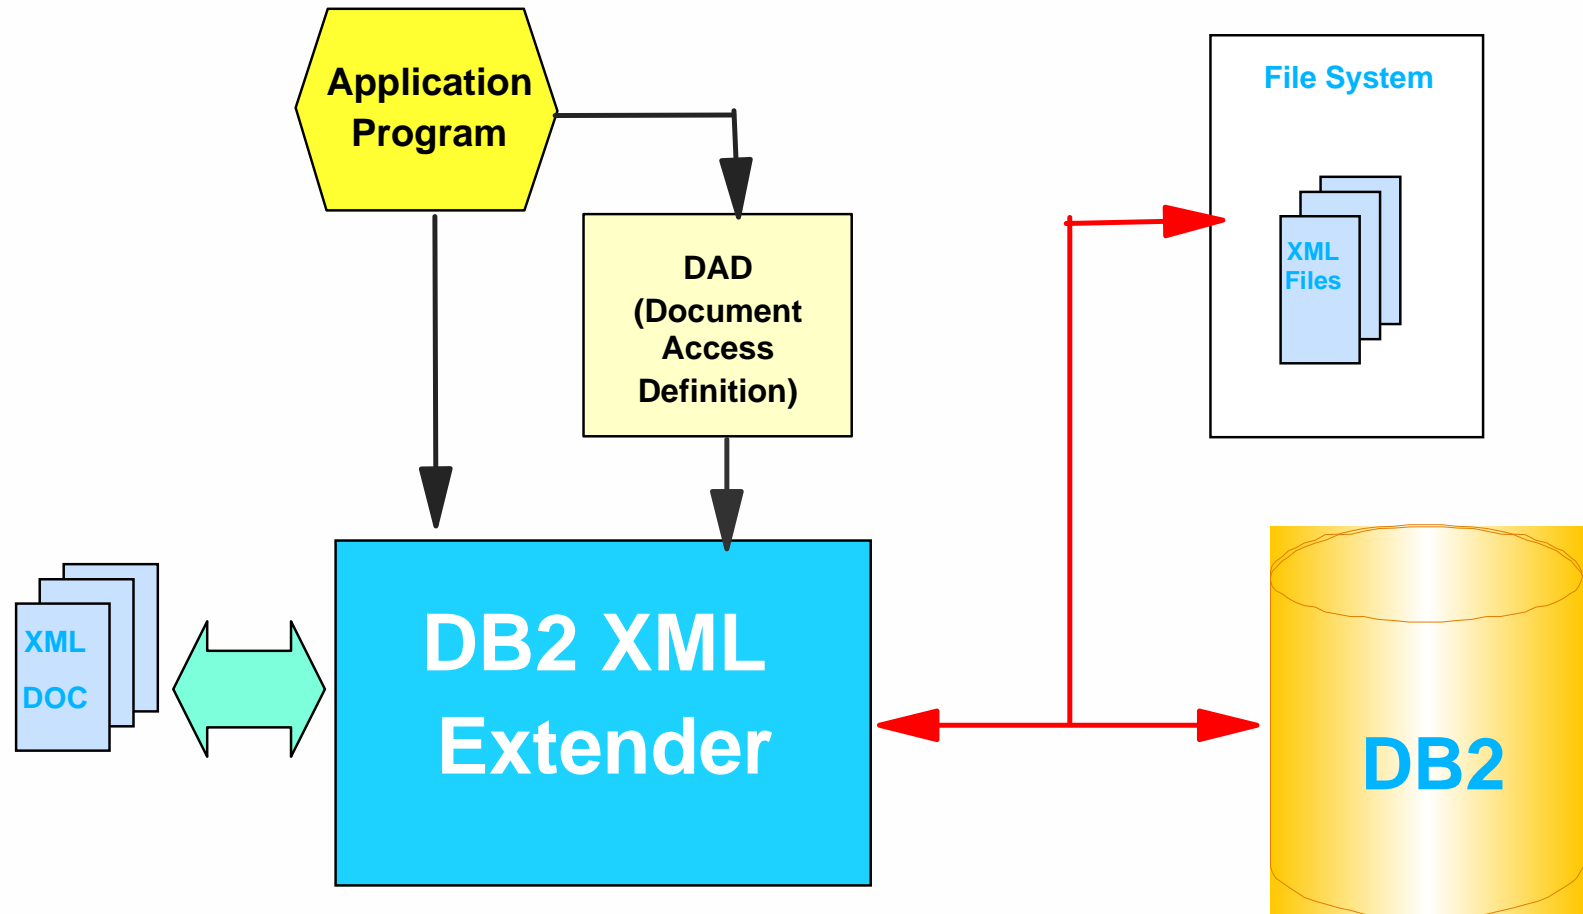 Application
Program
File System
XML
Files
DAD
(Document
Access
Definition)
XML
DOC
DB2 XML
Extender
DB2